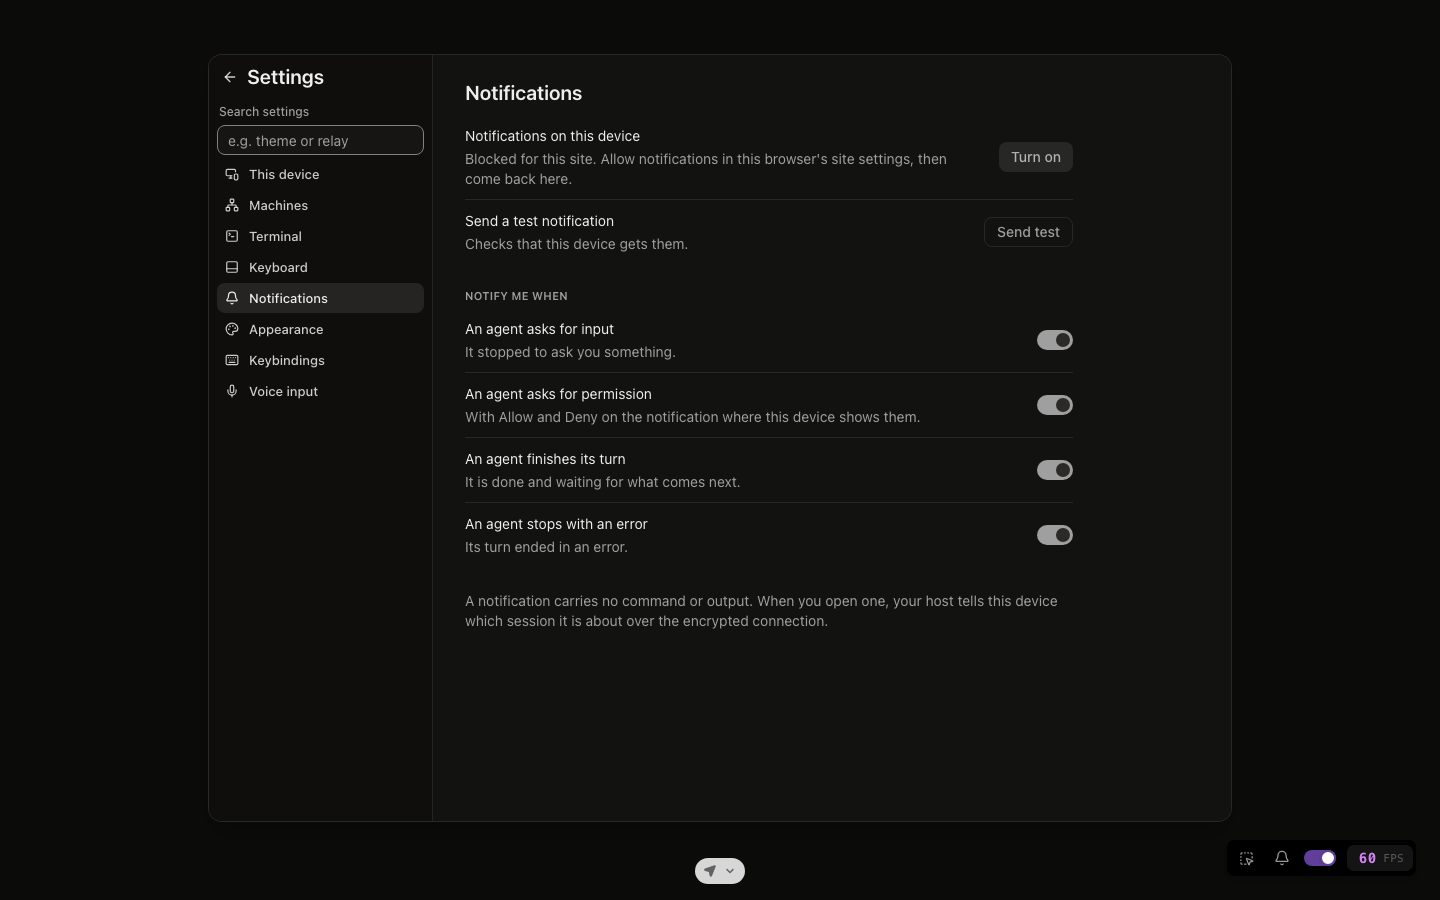 Settings
Search settings
e.g. theme or relay
This device
Machines
Terminal
Keyboard
Notifications
Appearance
Keybindings
Voice input
Notifications
Notifications on this device
Blocked for this site. Allow notifications in this browser's site settings, then
come back here.
Turn on
Send a test notification
Checks that this device gets them.
Send test
NOTIFY ME WHEN
An agent asks for input
It stopped to ask you something.
An agent asks for permission
With Allow and Deny on the notification where this device shows them.
An agent finishes its turn
It is done and waiting for what comes next.
An agent stops with an error
Its turn ended in an error.
A notification carries no command or output. When you open one, your host tells this device
which session it is about over the encrypted connection.
60 FPS